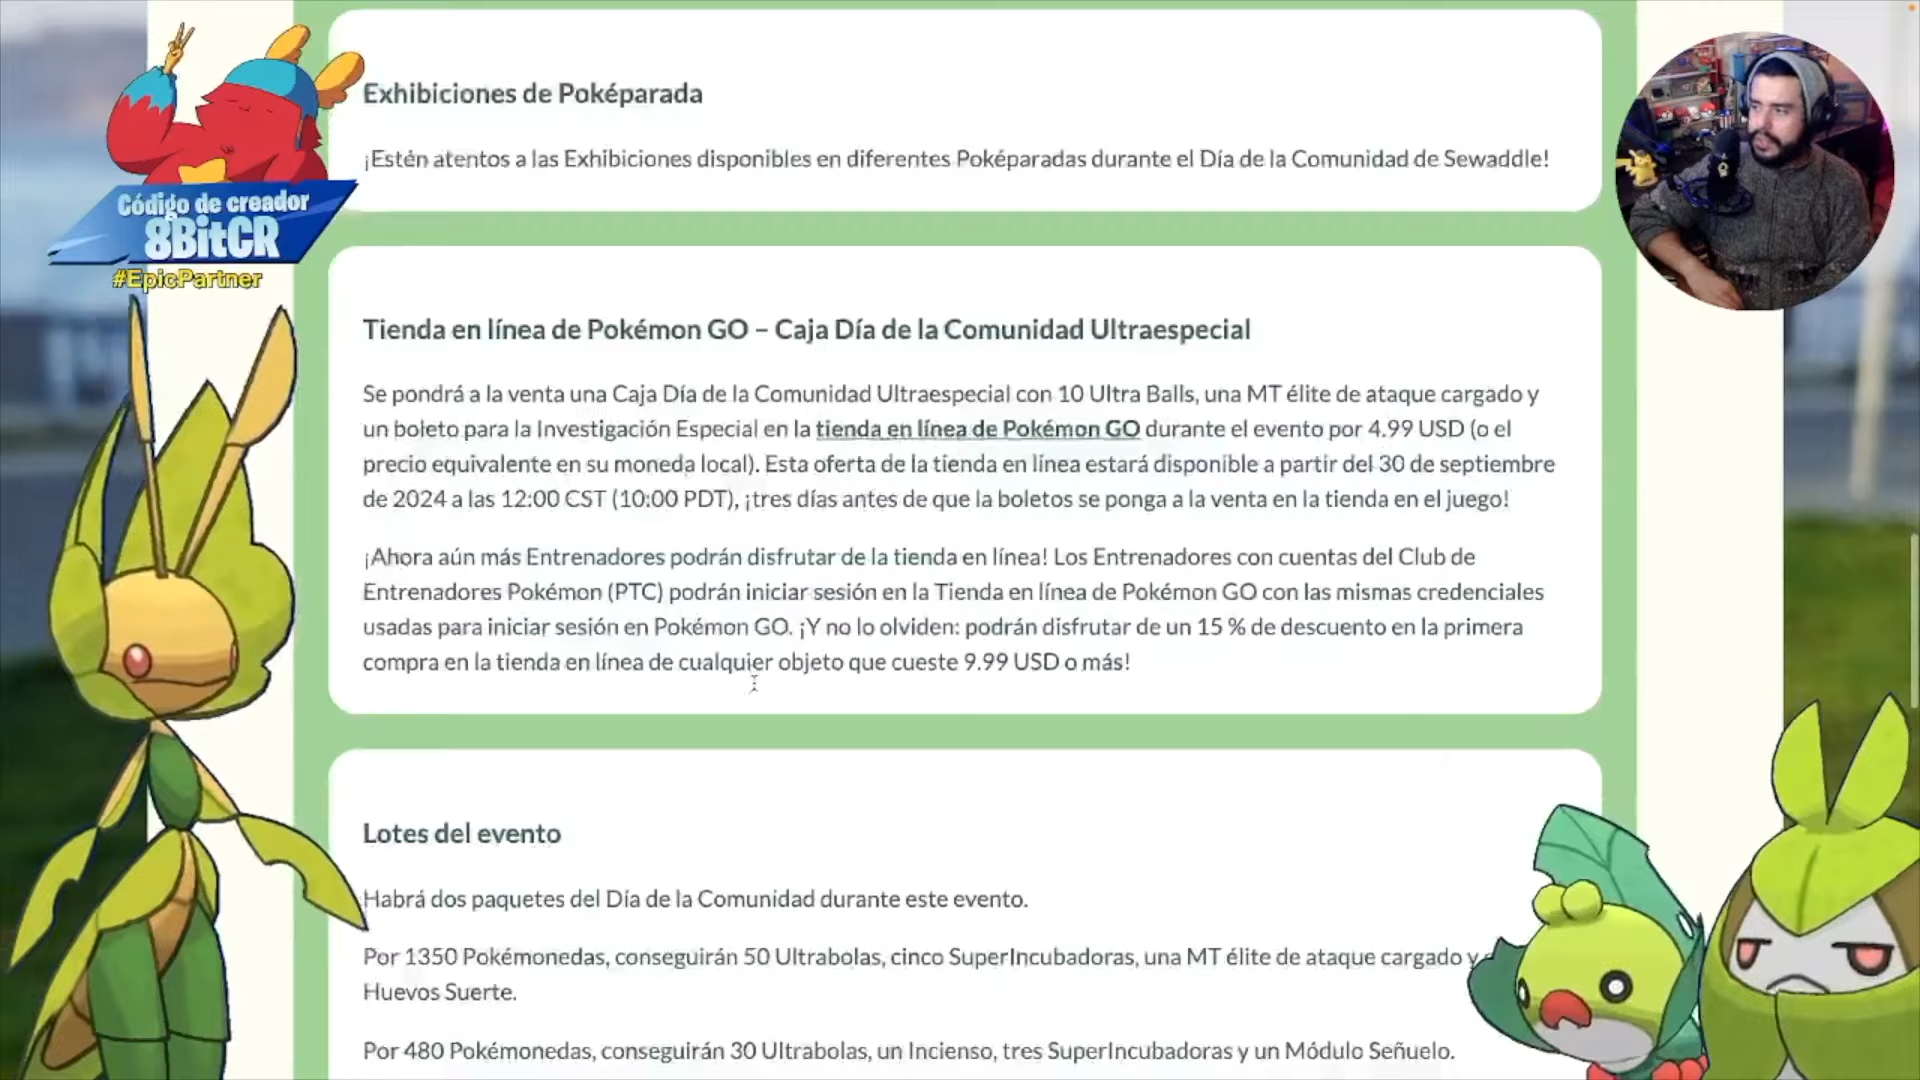 Exhibiciones de Poképarada
¡Estén atentos a las Exhibiciones disponibles en diferentes Poképaradas durante el Día de la Comunidad de Sewaddle!
Código de creador
8BitCR
#EpicPartner
Tienda en línea de Pokémon GO – Caja Día de la Comunidad Ultraespecial
Se pondrá a la venta una Caja Día de la Comunidad Ultraespecial con 10 Ultra Balls, una MT élite de ataque cargado y
un boleto para la Investigación Especial en la tienda en línea de Pokémon GO durante el evento por 4.99 USD (o el
precio equivalente en su moneda local). Esta oferta de la tienda en línea estará disponible a partir del 30 de septiembre
de 2024 a las 12:00 CST (10:00 PDT), ¡tres días antes de que la boletos se ponga a la venta en la tienda en el juego!
¡Ahora aún más Entrenadores podrán disfrutar de la tienda en línea! Los Entrenadores con cuentas del Club de
Entrenadores Pokémon (PTC) podrán iniciar sesión en la Tienda en línea de Pokémon GO con las mismas credenciales
usadas para iniciar sesión en Pokémon GO. ¡Y no lo olviden: podrán disfrutar de un 15 % de descuento en la primera
compra en la tienda en línea de cualquier objeto que cueste 9.99 USD o más!
Lotes del evento
Habrá dos paquetes del Día de la Comunidad durante este evento.
Por 1350 Pokémonedas, conseguirán 50 Ultrabolas, cinco SuperIncubadoras, una MT élite de ataque cargado y
Huevos Suerte.
Por 480 Pokémonedas, conseguirán 30 Ultrabolas, un Incienso, tres SuperIncubadoras y un Módulo Señuelo.